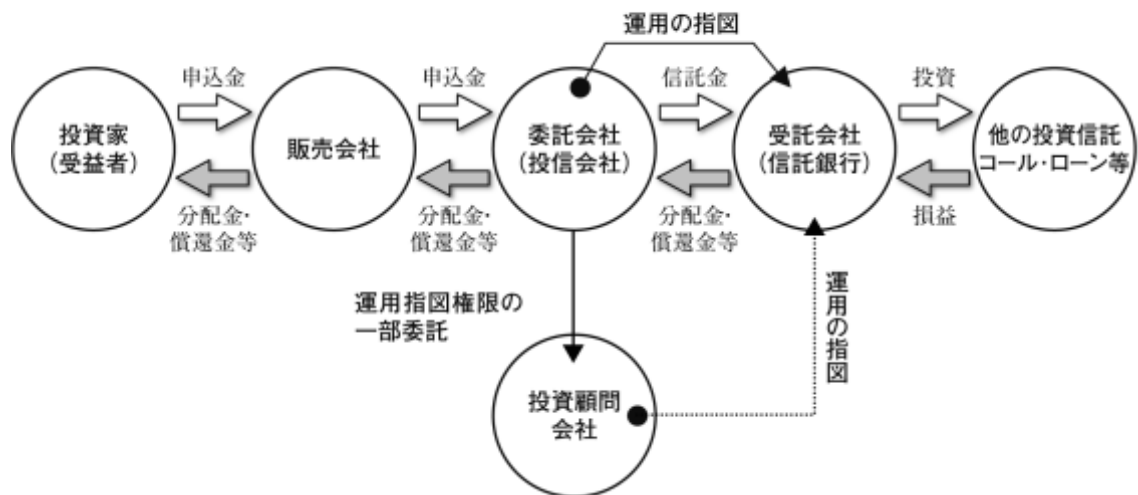 運用の指図
申込金
申込金
信託金
投資
投資家
(受益者)
販売会社
委託会社
(投信会社)
受託会社
(信託銀行)
他の投資信託
コール・ローン等
分配金・
償還金等
分配金・
償還金等
分配金・
償還金等
損益
運用指図権限の
一部委託
運用の指図
投資顧問
会社